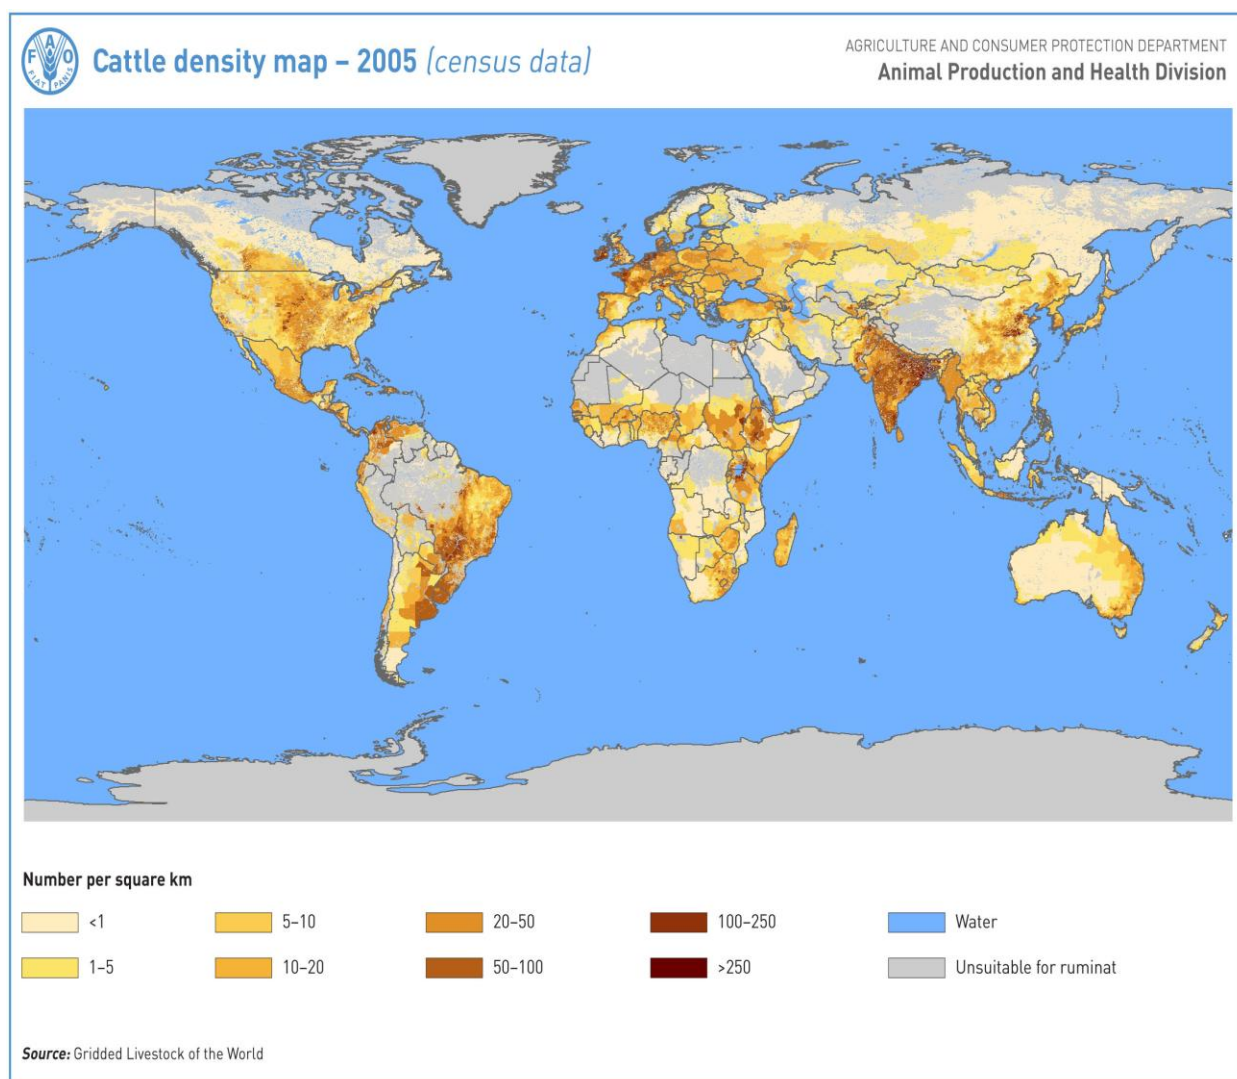 F A O
FIAT PANIS
Cattle density map – 2005 (census data)
AGRICULTURE AND CONSUMER PROTECTION DEPARTMENT
Animal Production and Health Division
Number per square km
<1
5–10
20–50
100–250
Water
1–5
10–20
50–100
>250
Unsuitable for ruminat
Source: Gridded Livestock of the World